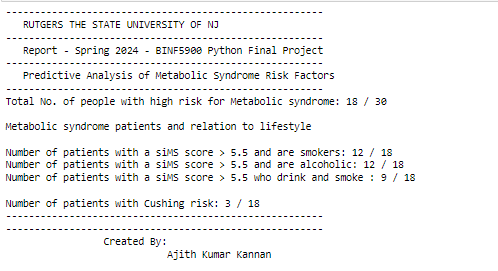 -----------------------------------------------------
RUTGERS THE STATE UNIVERSITY OF NJ
-----------------------------------------------------
Report - Spring 2024 - BINF5900 Python Final Project
-----------------------------------------------------
Predictive Analysis of Metabolic Syndrome Risk Factors
-----------------------------------------------------
Total No. of people with high risk for Metabolic syndrome: 18 / 30
Metabolic syndrome patients and relation to lifestyle
Number of patients with a siMS score > 5.5 and are smokers: 12 / 18
Number of patients with a siMS score > 5.5 and are alcoholic: 12 / 18
Number of patients with a siMS score > 5.5 who drink and smoke : 9 / 18
Number of patients with Cushing risk: 3 / 18
-----------------------------------------------------
-----------------------------------------------------
Created By:
Ajith Kumar Kannan